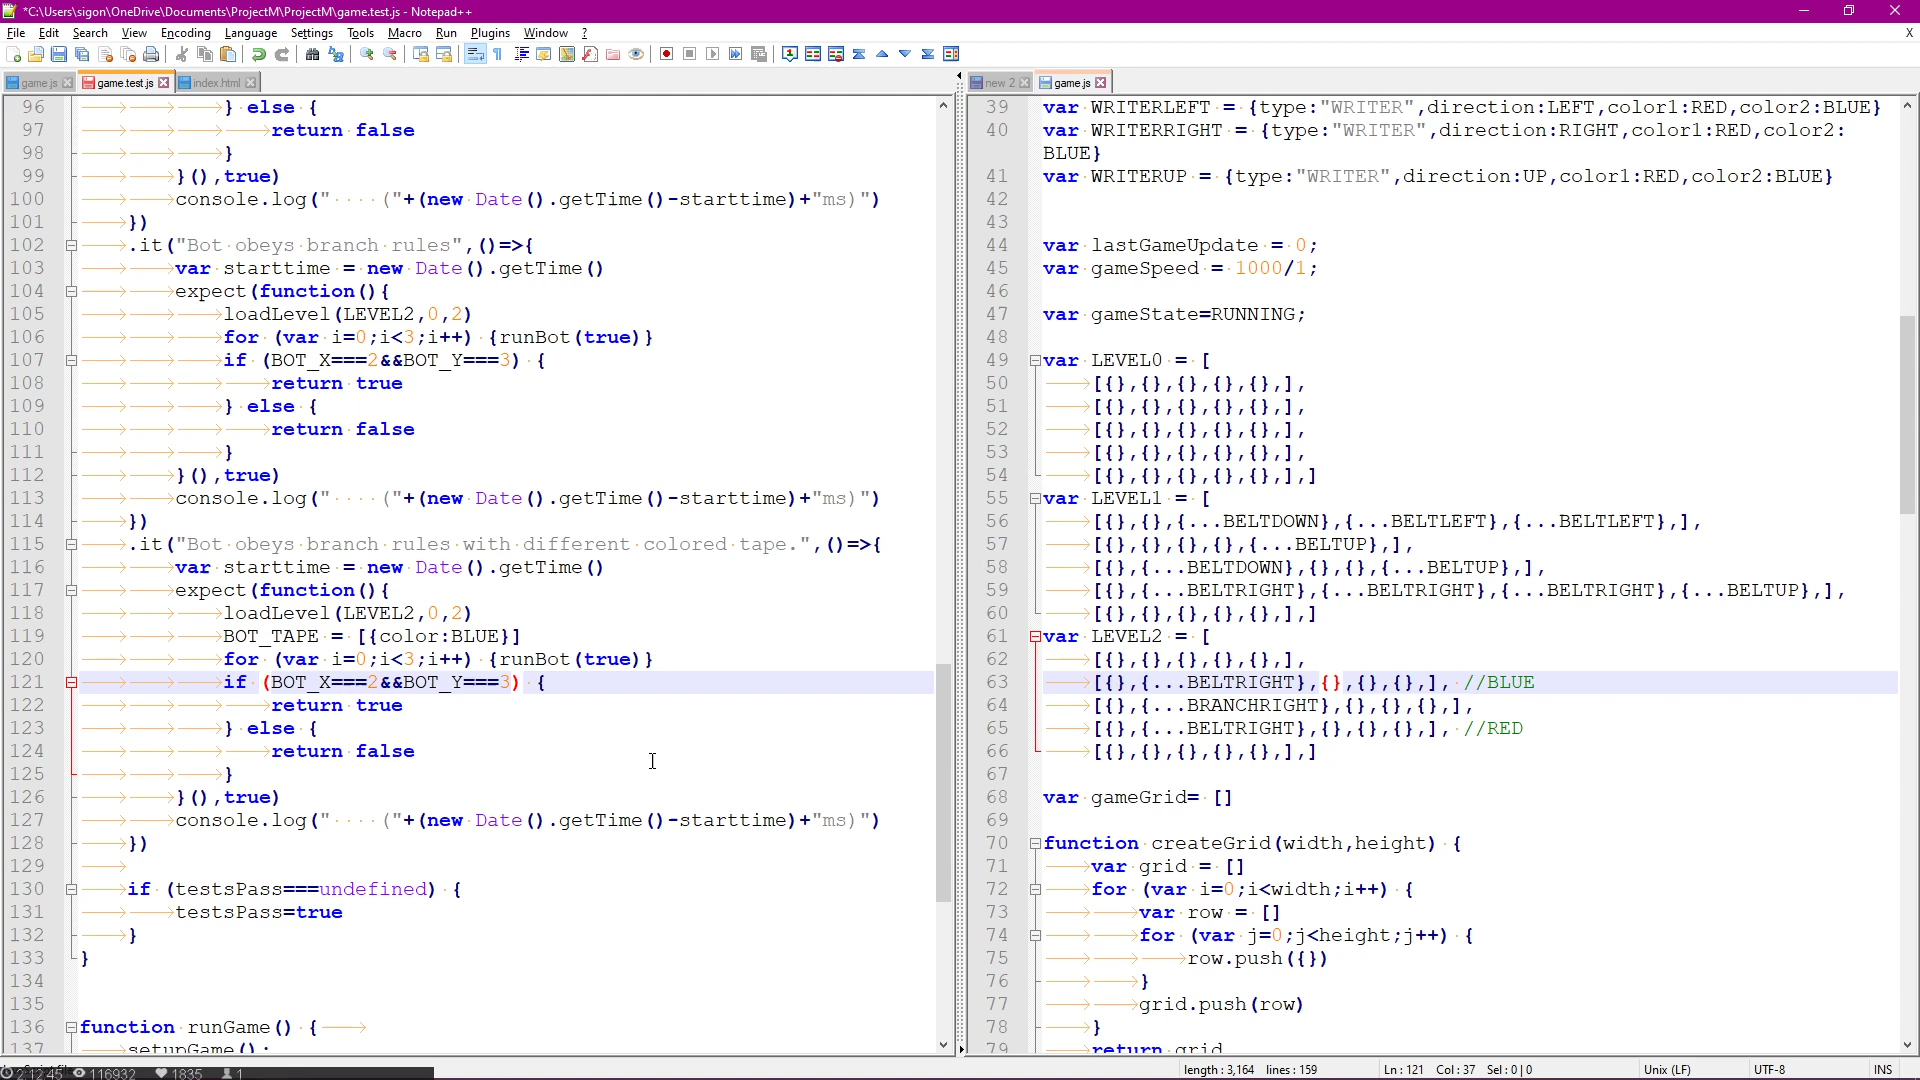 *C:\Users\sigon\OneDrive\Documents\ProjectM\ProjectM\game.test.js - Notepad++
File Edit Search View Encoding Language Settings Tools Macro Run Plugins Window ? X
game.js game.test.js index.html
96 } else {
97 return false
98 }
99 }(),true)
100 console.log(" ("+(new Date().getTime()-starttime)+"ms)")
101 })
102 .it("Bot obeys branch rules",()=>{
103 var starttime = new Date().getTime()
104 expect(function(){
105 loadLevel(LEVEL2,0,2)
106 for (var i=0;i<3;i++) {runBot(true)}
107 if (BOT_X===2&&BOT_Y===3) {
108 return true
109 } else {
110 return false
111 }
112 }(),true)
113 console.log(" ("+(new Date().getTime()-starttime)+"ms)")
114 })
115 .it("Bot obeys branch rules with different colored tape.",()=>{
116 var starttime = new Date().getTime()
117 expect(function(){
118 loadLevel(LEVEL2,0,2)
119 BOT_TAPE = [{color:BLUE}]
120 for (var i=0;i<3;i++) {runBot(true)}
121 if (BOT_X===2&&BOT_Y===3) {
122 return true
123 } else {
124 return false
125 }
126 }(),true)
127 console.log(" ("+(new Date().getTime()-starttime)+"ms)")
128 })
129
130 if (testsPass===undefined) {
131 testsPass=true
132 }
133 }
134
135
136 function runGame() {
137 setupGame();
new 2 game.js
39 var WRITERLEFT = {type:"WRITER",direction:LEFT,color1:RED,color2:BLUE}
40 var WRITERRIGHT = {type:"WRITER",direction:RIGHT,color1:RED,color2:
BLUE}
41 var WRITERUP = {type:"WRITER",direction:UP,color1:RED,color2:BLUE}
42
43
44 var lastGameUpdate = 0;
45 var gameSpeed = 1000/1;
46
47 var gameState=RUNNING;
48
49 var LEVEL0 = [
50 [{},{},{},{},{},],
51 [{},{},{},{},{},],
52 [{},{},{},{},{},],
53 [{},{},{},{},{},],
54 [{},{},{},{},{},],]
55 var LEVEL1 = [
56 [{},{},{...BELTDOWN},{...BELTLEFT},{...BELTLEFT},],
57 [{},{},{},{},{...BELTUP},],
58 [{},{...BELTDOWN},{},{},{...BELTUP},],
59 [{},{...BELTRIGHT},{...BELTRIGHT},{...BELTRIGHT},{...BELTUP},],
60 [{},{},{},{},{},],]
61 var LEVEL2 = [
62 [{},{},{},{},{},],
63 [{},{...BELTRIGHT},{},{},{},], //BLUE
64 [{},{...BRANCHRIGHT},{},{},{},],
65 [{},{...BELTRIGHT},{},{},{},], //RED
66 [{},{},{},{},{},],]
67
68 var gameGrid= []
69
70 function createGrid(width,height) {
71 var grid = []
72 for (var i=0;i<width;i++) {
73 var row = []
74 for (var j=0;j<height;j++) {
75 row.push({})
76 }
77 grid.push(row)
78 }
79 return grid
2:12:45 116932 1835 1
length : 3,164 lines : 159 Ln : 121 Col : 37 Sel : 0 | 0 Unix (LF) UTF-8 INS